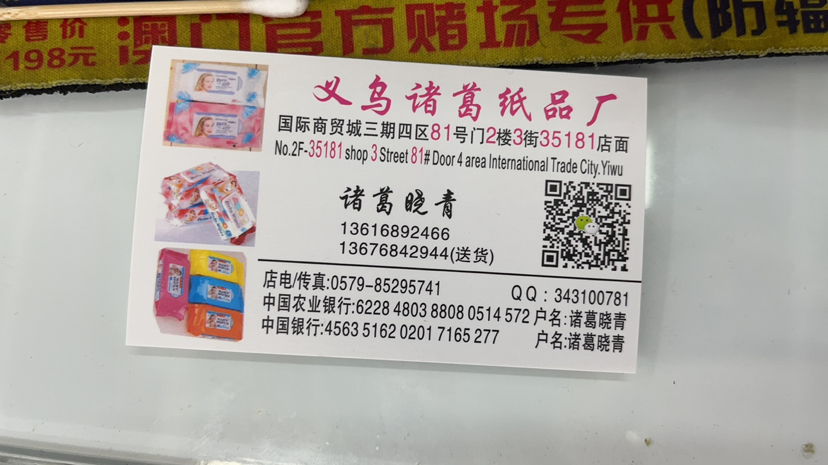 零售价
198元
澳门官方赌场专供(防辐
义乌诸葛纸品厂
国际商贸城三期四区81号门2楼3街35181店面
No.2F-35181 shop 3 Street 81# Door 4 area International Trade City.Yiwu
诸葛晓青
13616892466
13676842944(送货)
店电/传真:0579-85295741 QQ:343100781
中国农业银行:6228 4803 8808 0514 572 户名:诸葛晓青
中国银行:4563 5162 0201 7165 277 户名:诸葛晓青